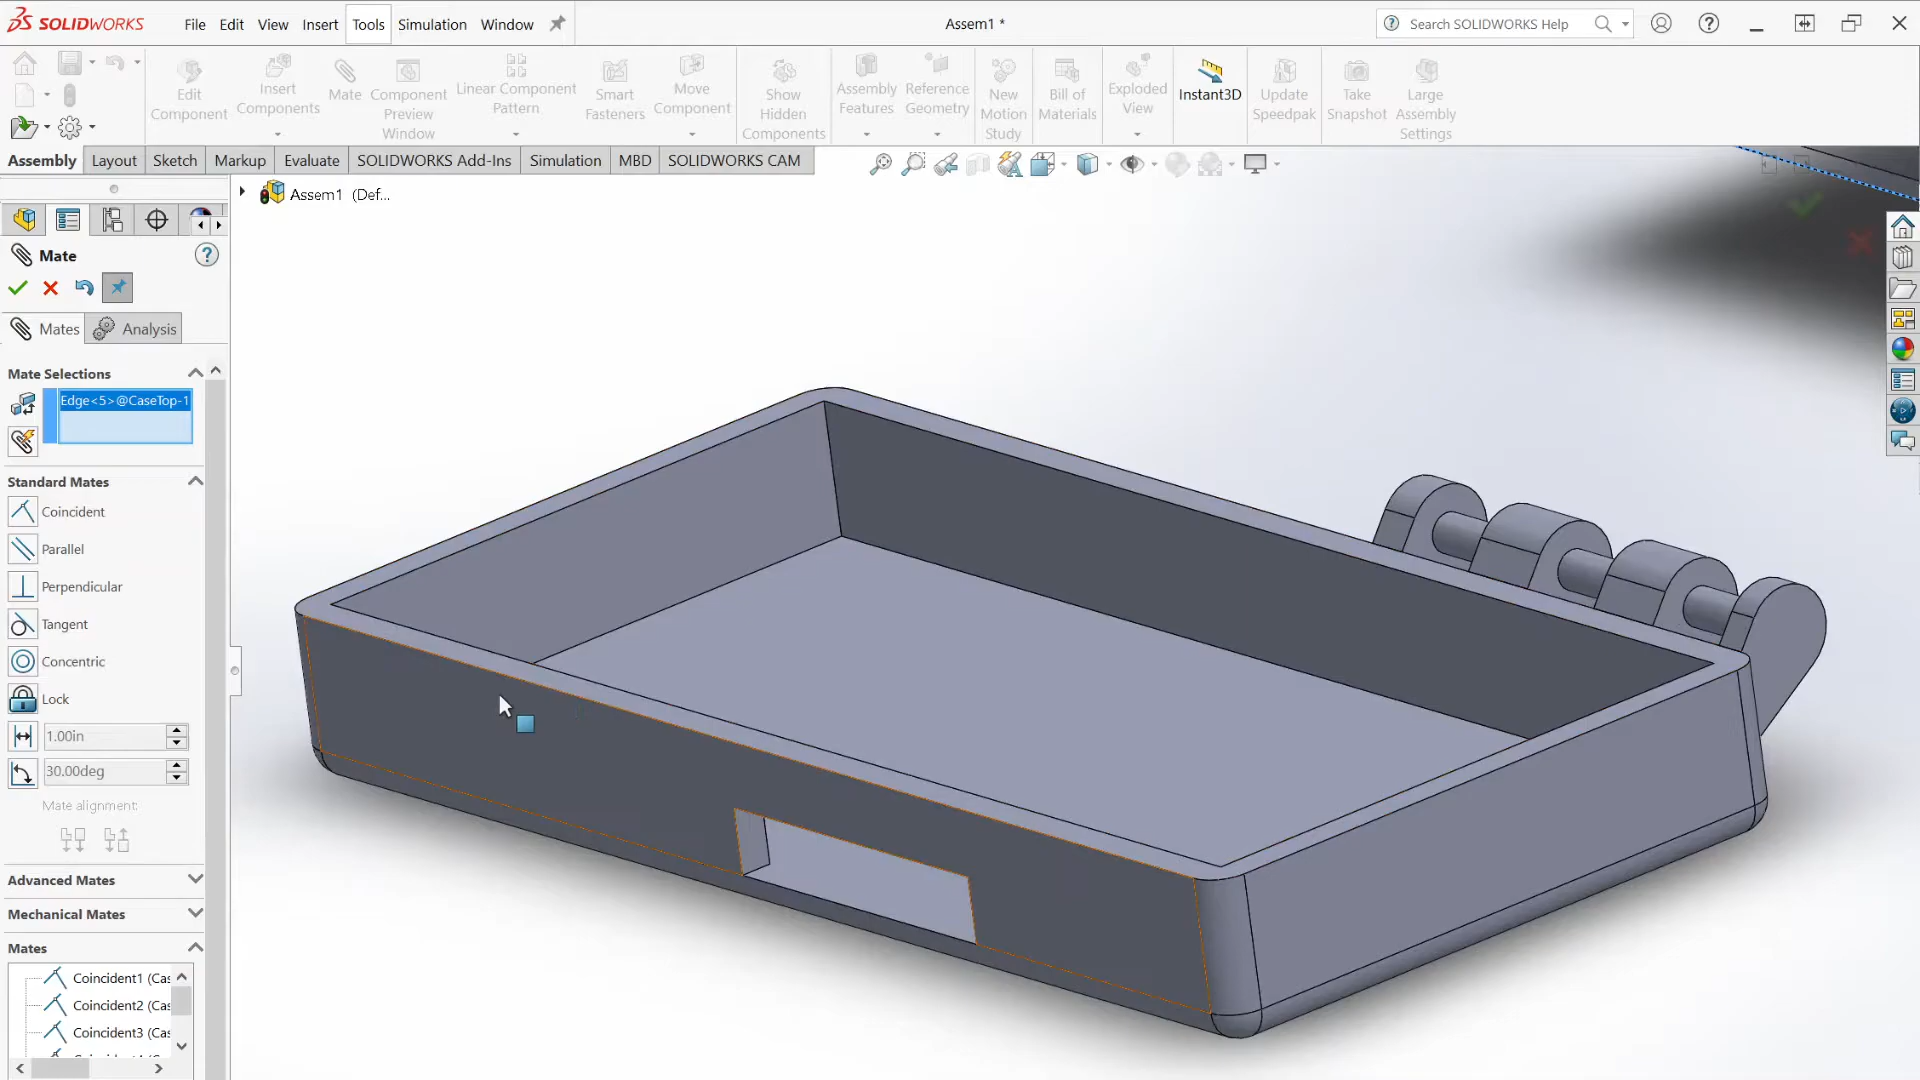 SOLIDWORKS File Edit View Insert Tools Simulation Window Assem1 * Search SOLIDWORKS Help
Edit Component
Insert Components
Mate
Component Preview Window
Linear Component Pattern
Smart Fasteners
Move Component
Show Hidden Components
Assembly Features
Reference Geometry
New Motion Study
Bill of Materials
Exploded View
Instant3D
Update Speedpak
Take Snapshot
Large Assembly Settings
Assembly Layout Sketch Markup Evaluate SOLIDWORKS Add-Ins Simulation MBD SOLIDWORKS CAM
Assem1 (Def...
Mate
Mates Analysis
Mate Selections
Edge<5>@CaseTop-1
Standard Mates
Coincident
Parallel
Perpendicular
Tangent
Concentric
Lock
1.00in
30.00deg
Mate alignment:
Advanced Mates
Mechanical Mates
Mates
Coincident1 (Cas
Coincident2 (Cas
Coincident3 (Cas